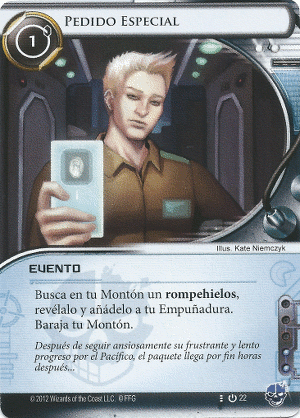 PEDIDO ESPECIAL
1
Illus. Kate Niemczyk
EVENTO
Busca en tu Montón un rompehielos,
revélalo y añádelo a tu Empuñadura.
Baraja tu Montón.
Después de seguir ansiosamente su frustrante y lento
progreso por el Pacífico, el paquete llega por fin horas
después...
© 2012 Wizards of the Coast LLC. © FFG
22